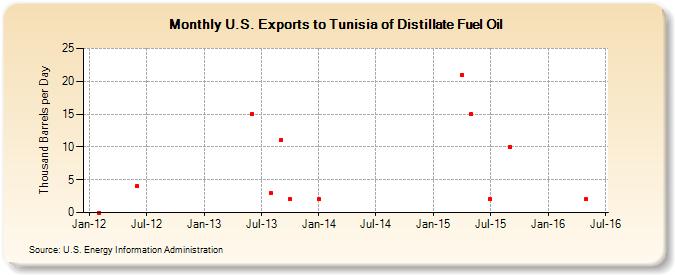 Monthly U.S. Exports to Tunisia of Distillate Fuel Oil
Thousand Barrels per Day
25
20
15
10
5
0
Jan-12 Jul-12 Jan-13 Jul-13 Jan-14 Jul-14 Jan-15 Jul-15 Jan-16 Jul-16
Source: U.S. Energy Information Administration